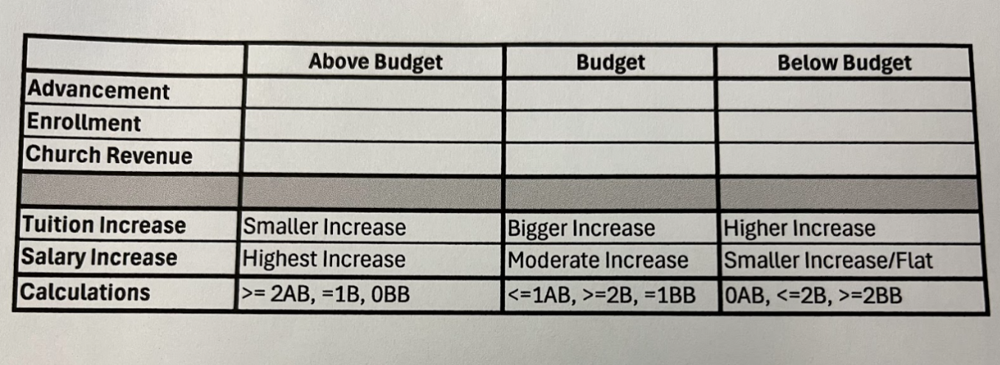 Above Budget Budget Below Budget
Advancement
Enrollment
Church Revenue
Tuition Increase Smaller Increase Bigger Increase Higher Increase
Salary Increase Highest Increase Moderate Increase Smaller Increase/Flat
Calculations >= 2AB, =1B, 0BB <=1AB, >=2B, =1BB 0AB, <=2B, >=2BB